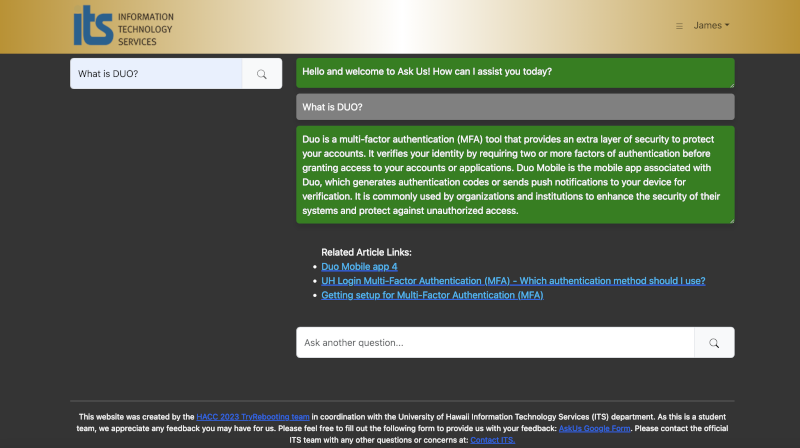 its INFORMATION
TECHNOLOGY
SERVICES
James
What is DUO?
Hello and welcome to Ask Us! How can I assist you today?
What is DUO?
Duo is a multi-factor authentication (MFA) tool that provides an extra layer of security to protect
your accounts. It verifies your identity by requiring two or more factors of authentication before
granting access to your accounts or applications. Duo Mobile is the mobile app associated with
Duo, which generates authentication codes or sends push notifications to your device for
verification. It is commonly used by organizations and institutions to enhance the security of their
systems and protect against unauthorized access.
Related Article Links:
• Duo Mobile app 4
• UH Login Multi-Factor Authentication (MFA) - Which authentication method should I use?
• Getting setup for Multi-Factor Authentication (MFA)
Ask another question...
This website was created by the HACC 2023 TryRebooting team in coordination with the University of Hawaii Information Technology Services (ITS) department. As this is a student
team, we appreciate any feedback you may have for us. Please feel free to fill out the following form to provide us with your feedback: AskUs Google Form. Please contact the official
ITS team with any other questions or concerns at: Contact ITS.